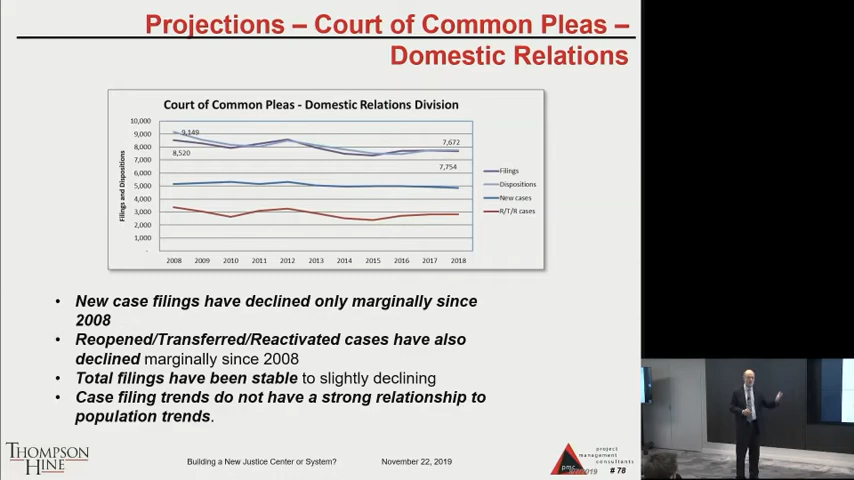 Projections – Court of Common Pleas –
Domestic Relations
Court of Common Pleas - Domestic Relations Division
Filings and Dispositions
10,000
9,000
8,000
7,000
6,000
5,000
4,000
3,000
2,000
1,000
-
9,149
8,520
7,672
7,754
Filings
Dispositions
New cases
R/T/R cases
2008 2009 2010 2011 2012 2013 2014 2015 2016 2017 2018
• New case filings have declined only marginally since
2008
• Reopened/Transferred/Reactivated cases have also
declined marginally since 2008
• Total filings have been stable to slightly declining
• Case filing trends do not have a strong relationship to
population trends.
THOMPSON
HINE
Building a New Justice Center or System?
November 22, 2019
pmc
project
management
consultants
# 78